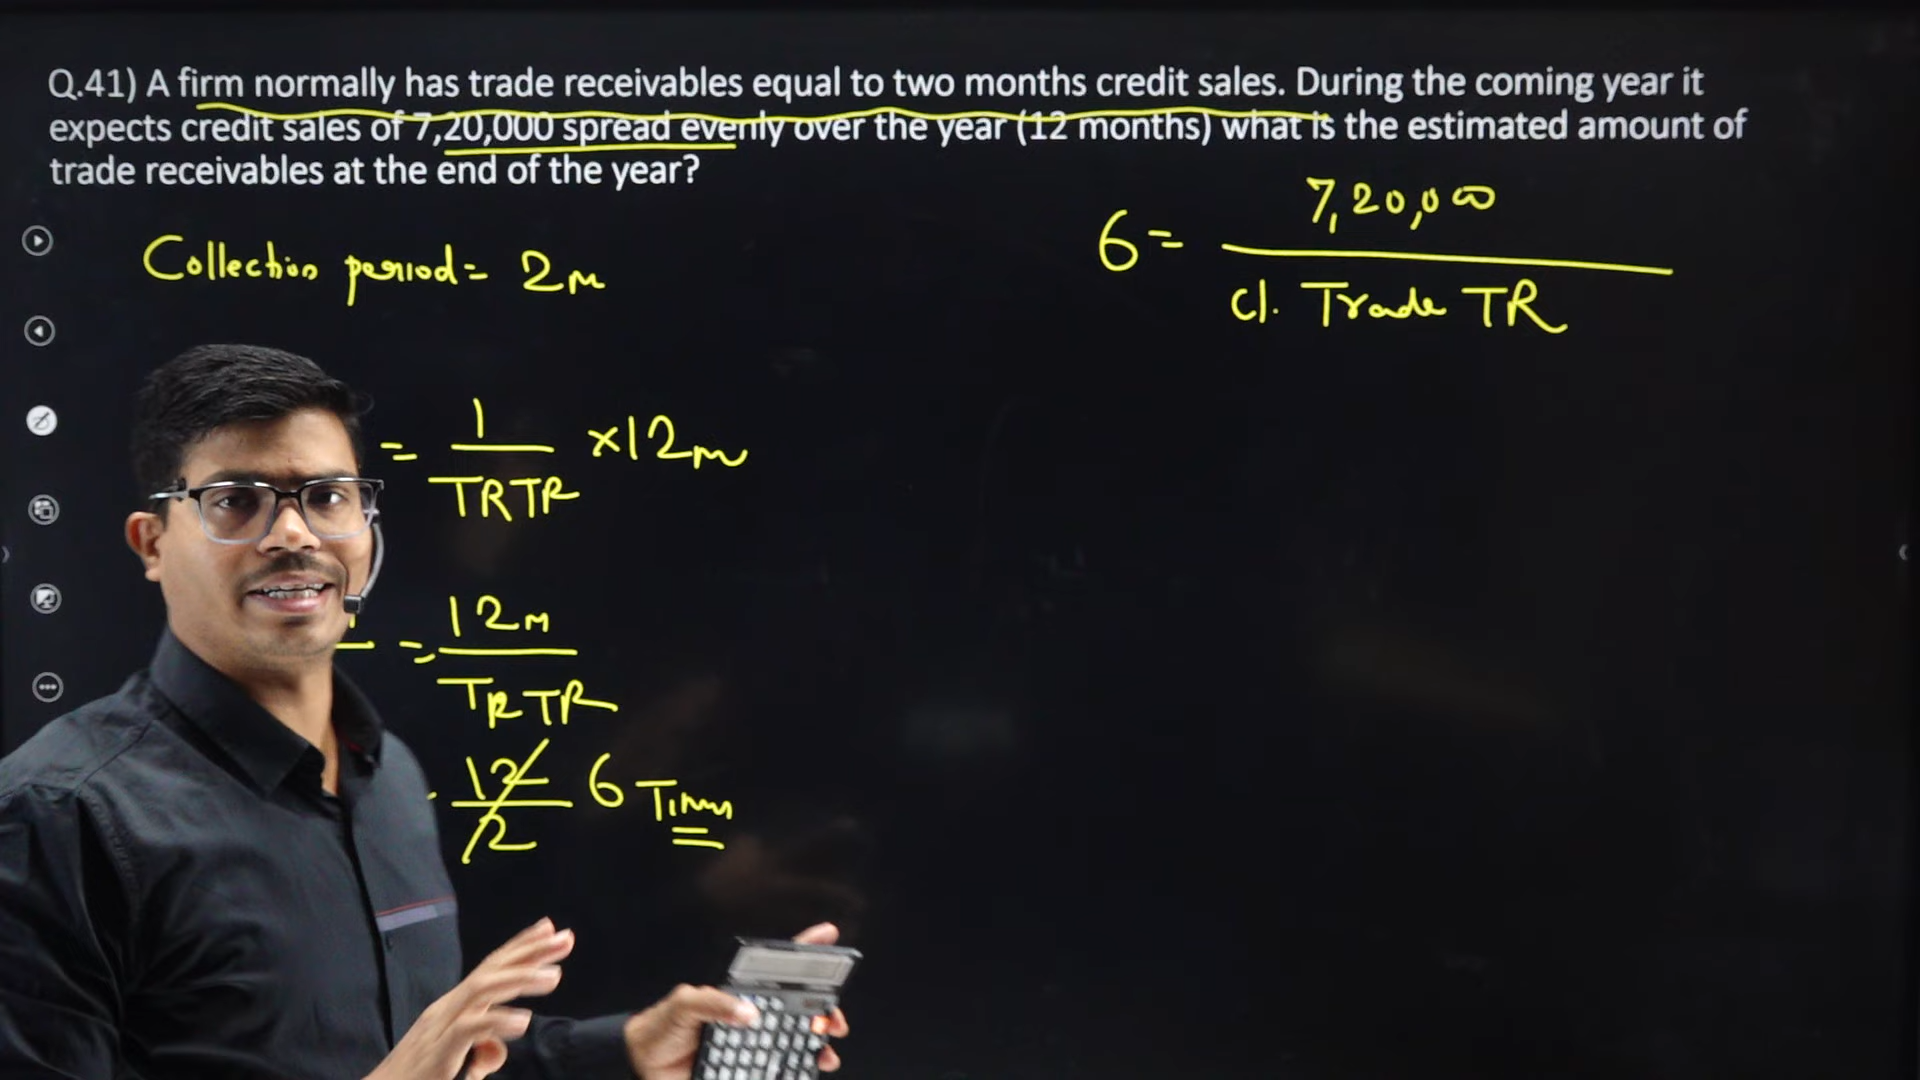 Q.41) A firm normally has trade receivables equal to two months credit sales. During the coming year it
expects credit sales of 7,20,000 spread evenly over the year (12 months) what is the estimated amount of
trade receivables at the end of the year?
Collection period = 2m
= 1 / TRTR ×12m
= 12m / TRTR
12 / 2 6 Times
6 = 7,20,000 / Cl. Trade TR